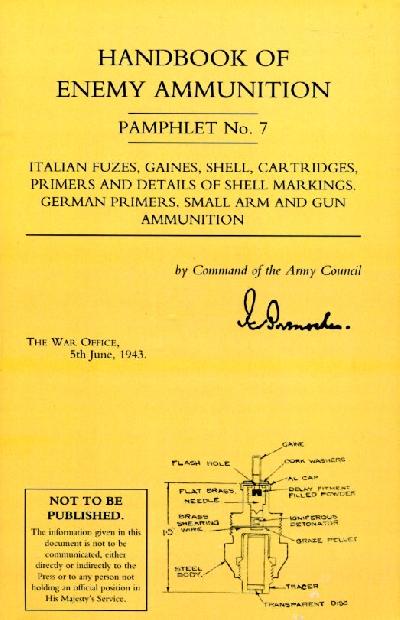 HANDBOOK OF
ENEMY AMMUNITION
PAMPHLET No. 7
ITALIAN FUZES, GAINES, SHELL, CARTRIDGES,
PRIMERS AND DETAILS OF SHELL MARKINGS.
GERMAN PRIMERS, SMALL ARM AND GUN
AMMUNITION
by Command of the Army Council
THE WAR OFFICE,
5th June, 1943.
NOT TO BE
PUBLISHED.
The information given in this
document is not to be
communicated, either
directly or indirectly to the
Press or to any person not
holding an official position in
His Majesty's Service.
GAINE
FLASH HOLE
CORK WASHERS
AL CAP
FLAT BRASS
NEEDLE
DELAY FITMENT
FILLED POWDER
BRASS
SHEARING
WIRE
IGNIFEROUS
DETONATOR
GRAZE PELLET
STEEL
BODY
TRACER
TRANSPARENT DISC